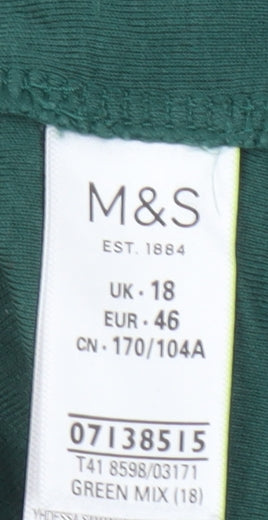 M&S
EST. 1884
UK · 18
EUR · 46
CN · 170/104A
07138515
T41 8598/03171
GREEN MIX (18)